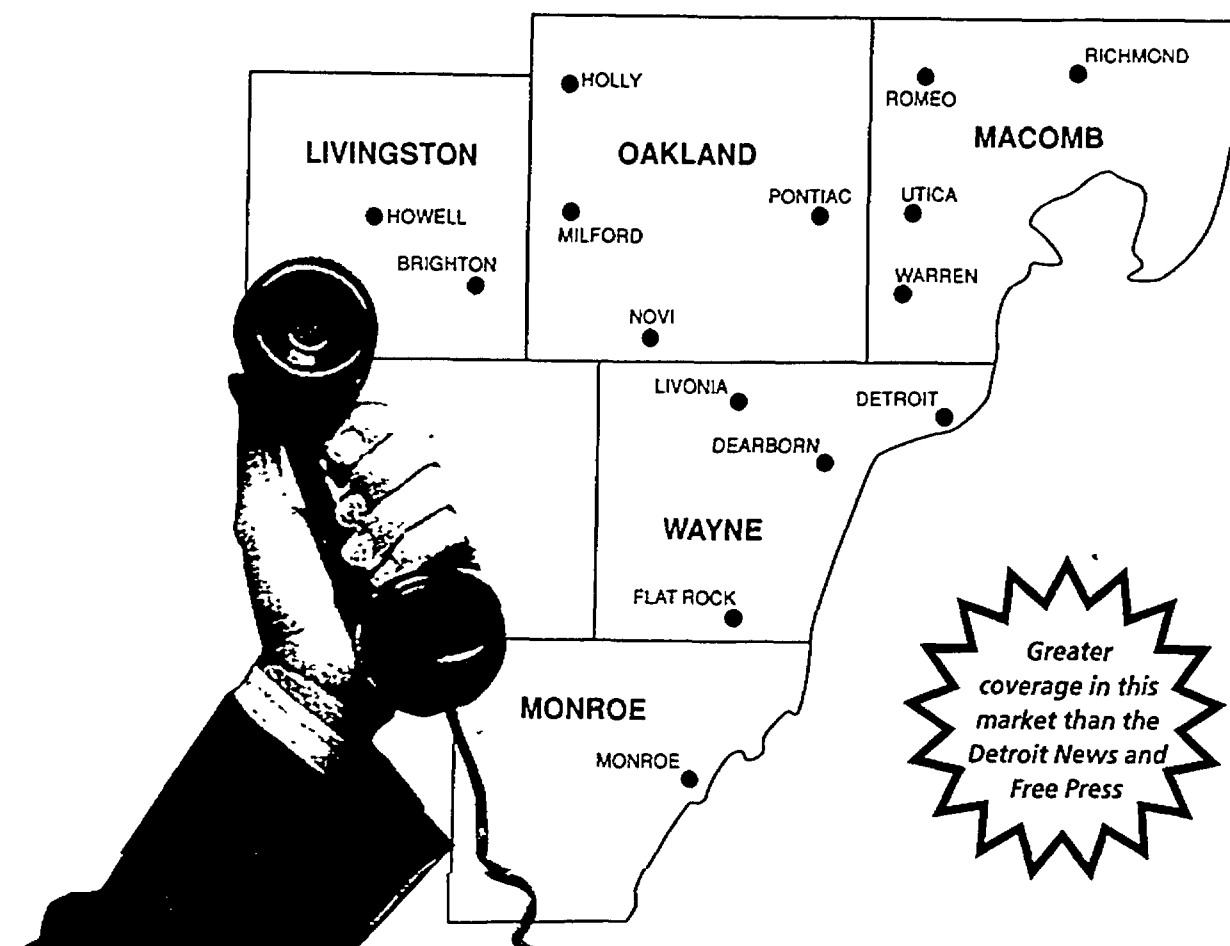 RICHMOND
HOLLY
ROMEO
MACOMB
LIVINGSTON
OAKLAND
PONTIAC
UTICA
HOWELL
MILFORD
BRIGHTON
WARREN
NOVI
LIVONIA
DETROIT
DEARBORN
WAYNE
FLAT ROCK
MONROE
MONROE
Greater
coverage in this
market than the
Detroit News and
Free Press